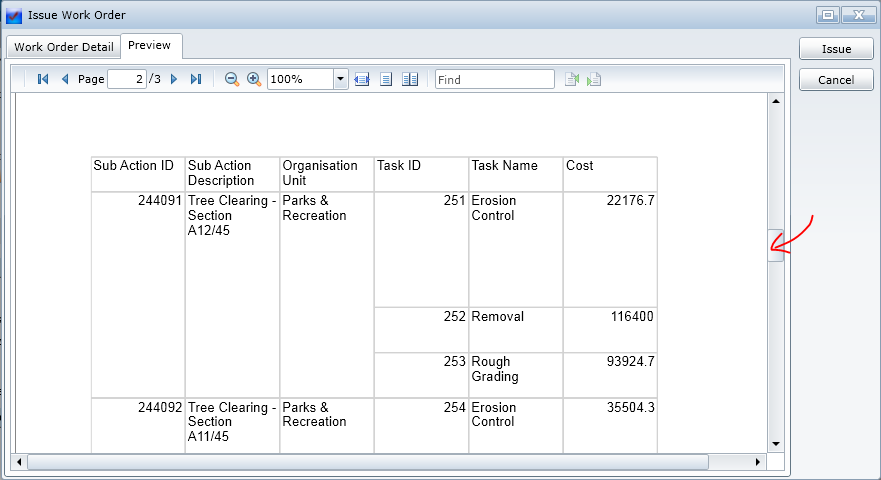 Issue Work Order
Work Order Detail
Preview
Issue
Cancel
Page 2 /3
100%
Find
Sub Action ID
Sub Action
Description
Organisation
Unit
Task ID
Task Name
Cost
244091
Tree Clearing -
Section
A12/45
Parks &
Recreation
251
Erosion
Control
22176.7
252
Removal
116400
253
Rough
Grading
93924.7
244092
Tree Clearing -
Section
A11/45
Parks &
Recreation
254
Erosion
Control
35504.3